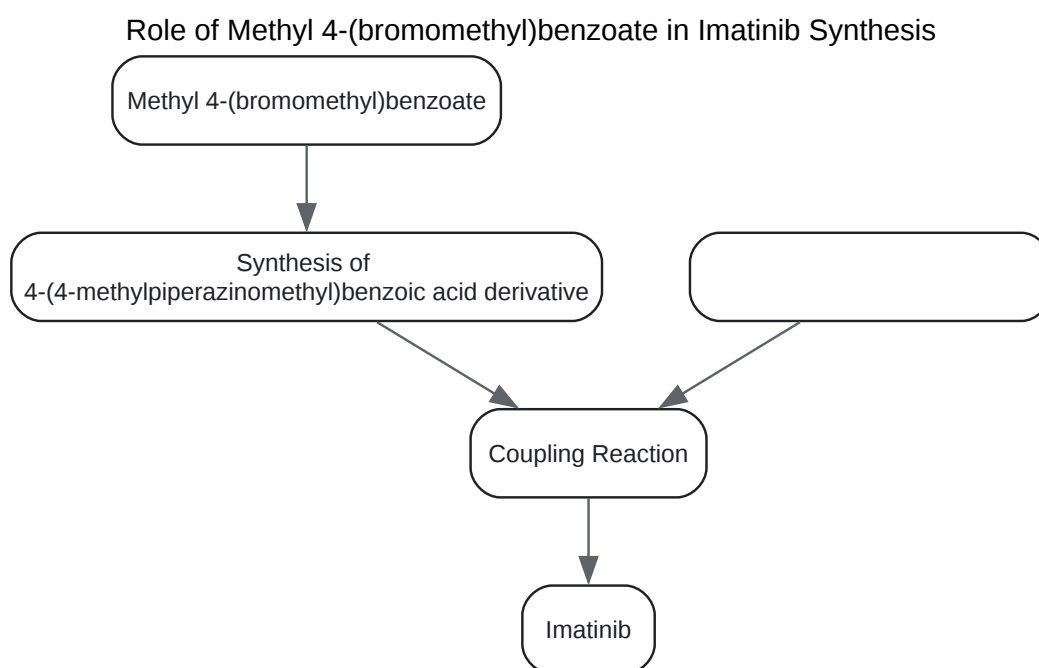 Role of Methyl 4-(bromomethyl)benzoate in Imatinib Synthesis
Methyl 4-(bromomethyl)benzoate
Synthesis of
4-(4-methylpiperazinomethyl)benzoic acid derivative
Coupling Reaction
Imatinib